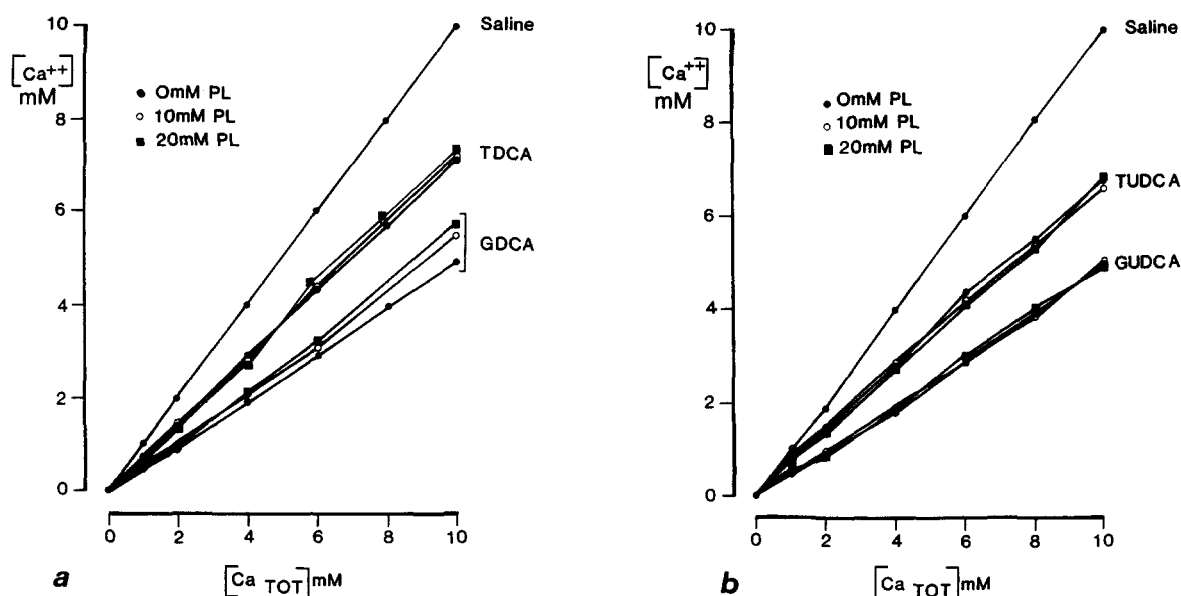 10
Saline
[Ca++]
mM
● 0mM PL
○ 10mM PL
■ 20mM PL
8
TDCA
6
GDCA
4
2
0
0 2 4 6 8 10
a
[Ca TOT]mM
10
Saline
[Ca++]
mM
● 0mM PL
○ 10mM PL
■ 20mM PL
8
TUDCA
6
GUDCA
4
2
0
0 2 4 6 8 10
b
[Ca TOT]mM